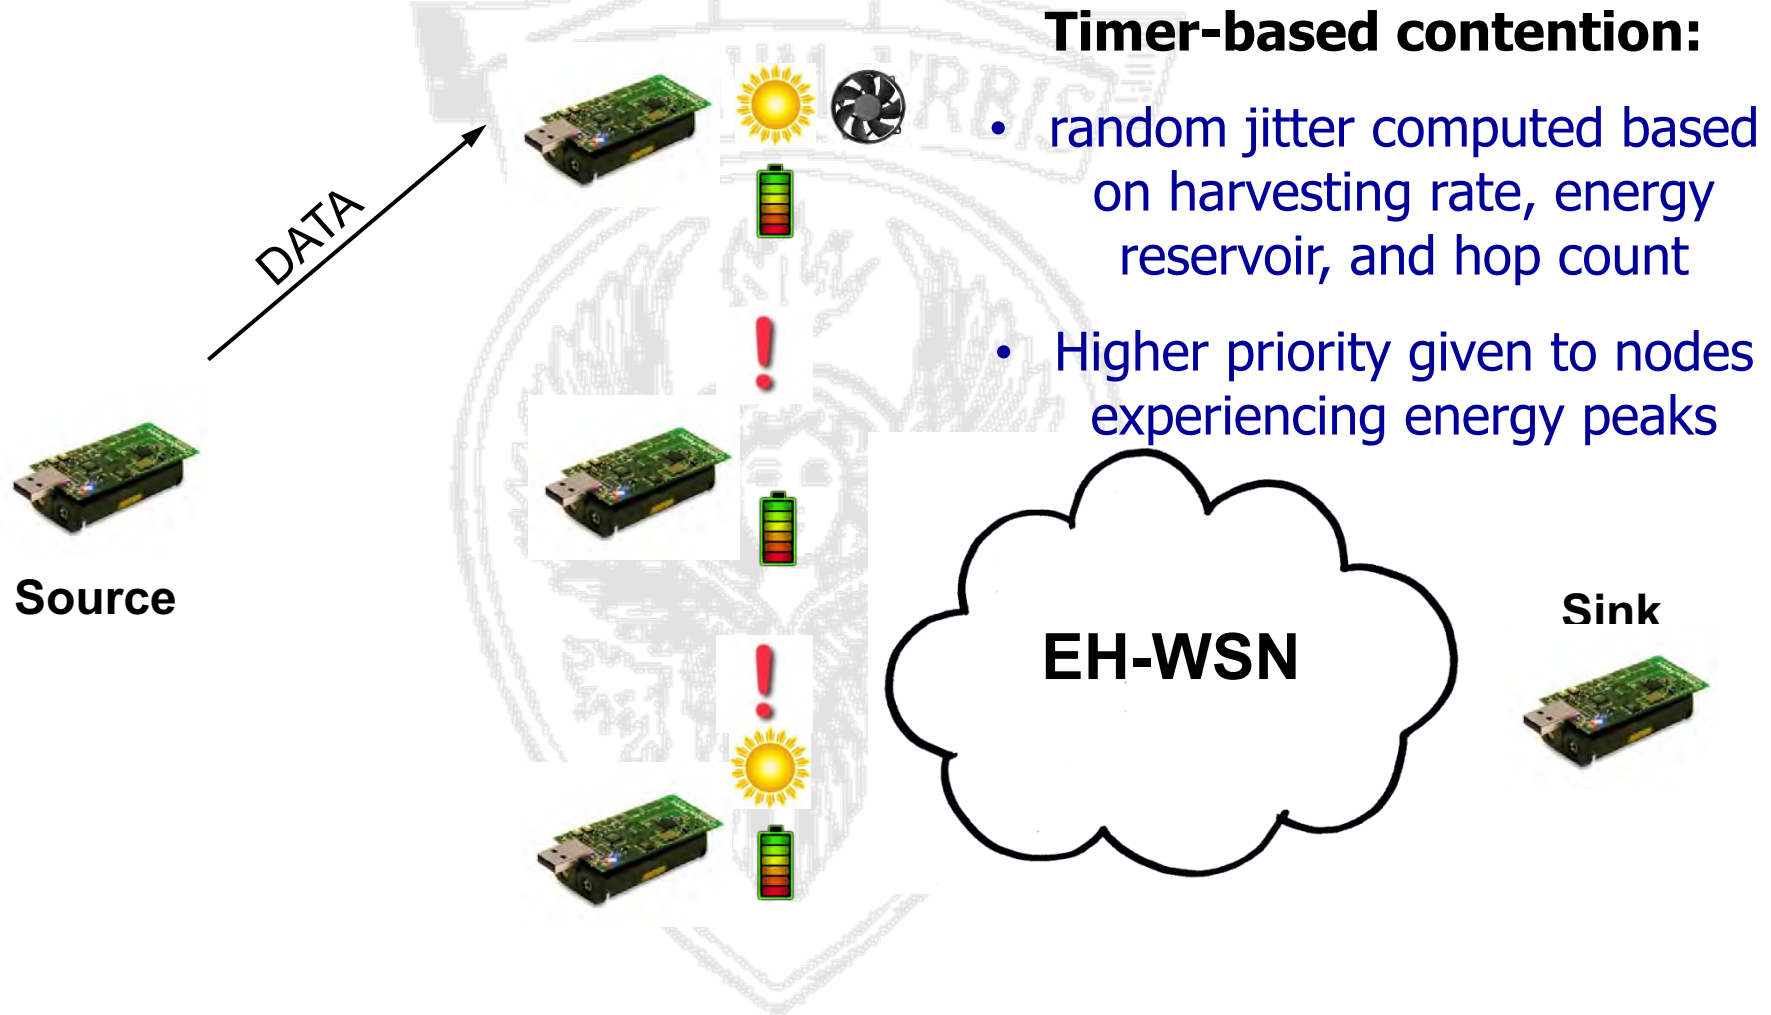 Timer-based contention:
• random jitter computed based
on harvesting rate, energy
reservoir, and hop count
• Higher priority given to nodes
experiencing energy peaks
DATA
Source
EH-WSN
Sink